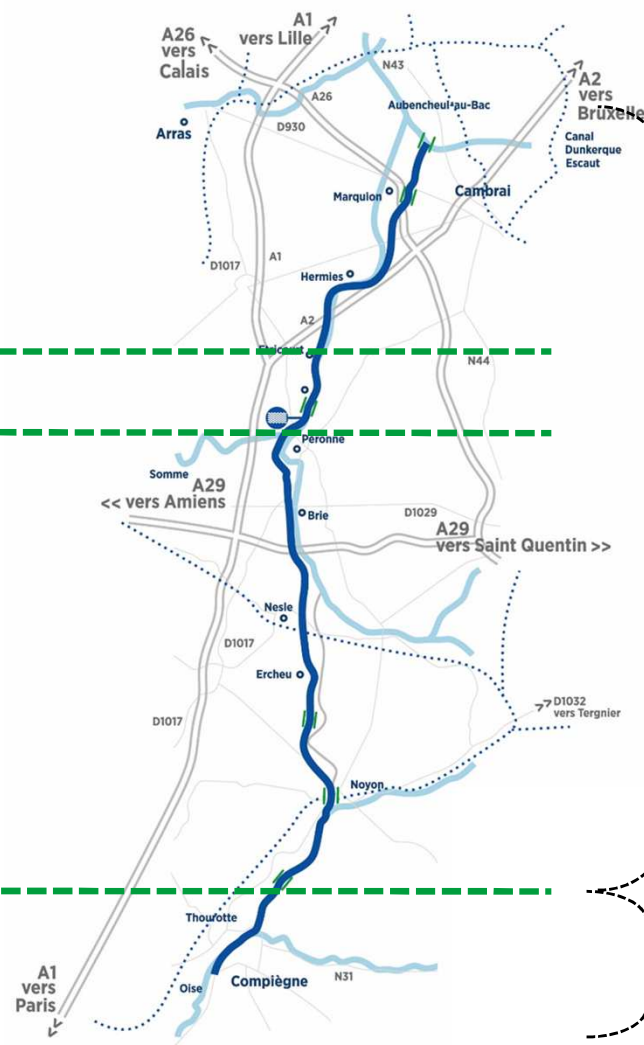 A26
vers
Calais
A1
vers Lille
N43
A26
Aubencheul-au-Bac
A2
vers
Bruxelle
D930
Arras
Canal
Dunkerque
Escaut
Marquion
Cambrai
D1017
A1
Hermies
A2
Etricourt
N44
Péronne
Somme
A29
<< vers Amiens
Brie
D1029
A29
vers Saint Quentin >>
Nesle
D1017
Ercheu
D1017
D1032
vers Tergnier
Noyon
Thourotte
A1
vers
Paris
Oise
Compiègne
N31